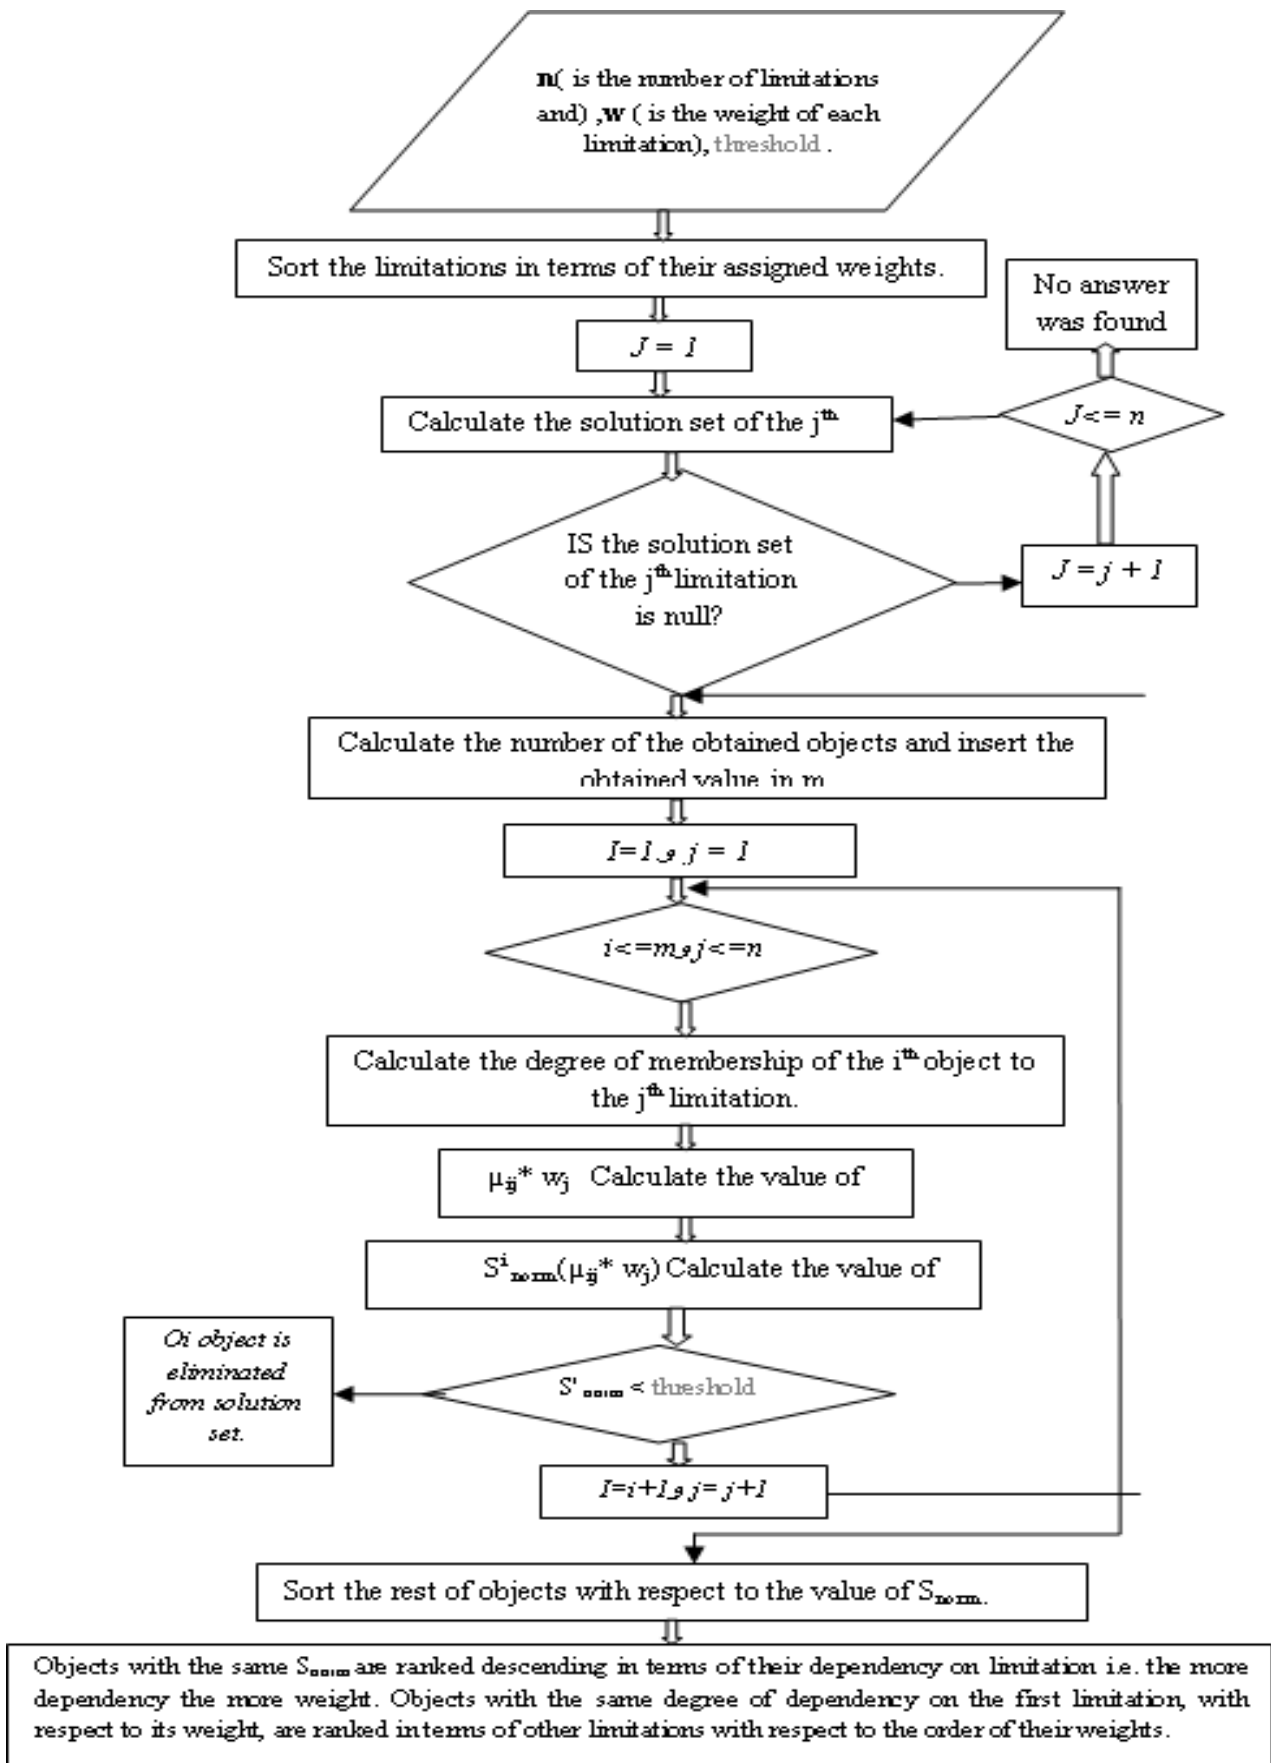 n( is the number of limitations
and) ,w ( is the weight of each
limitation), threshold .
Sort the limitations in terms of their assigned weights.
No answer
was found
J = 1
J<= n
Calculate the solution set of the jth
IS the solution set
of the jth limitation
is null?
J = j + 1
Calculate the number of the obtained objects and insert the
obtained value in m
I=1 و j = 1
i<=m و j<=n
Calculate the degree of membership of the ith object to
the jth limitation.
μij* wj Calculate the value of
Sinorm(μij* wj) Calculate the value of
Oi object is
eliminated
from solution
set.
Sinorm < threshold
I=i+1 و j= j+1
Sort the rest of objects with respect to the value of Snorm.
Objects with the same Snorm are ranked descending in terms of their dependency on limitation i.e. the more
dependency the more weight. Objects with the same degree of dependency on the first limitation, with
respect to its weight, are ranked in terms of other limitations with respect to the order of their weights.